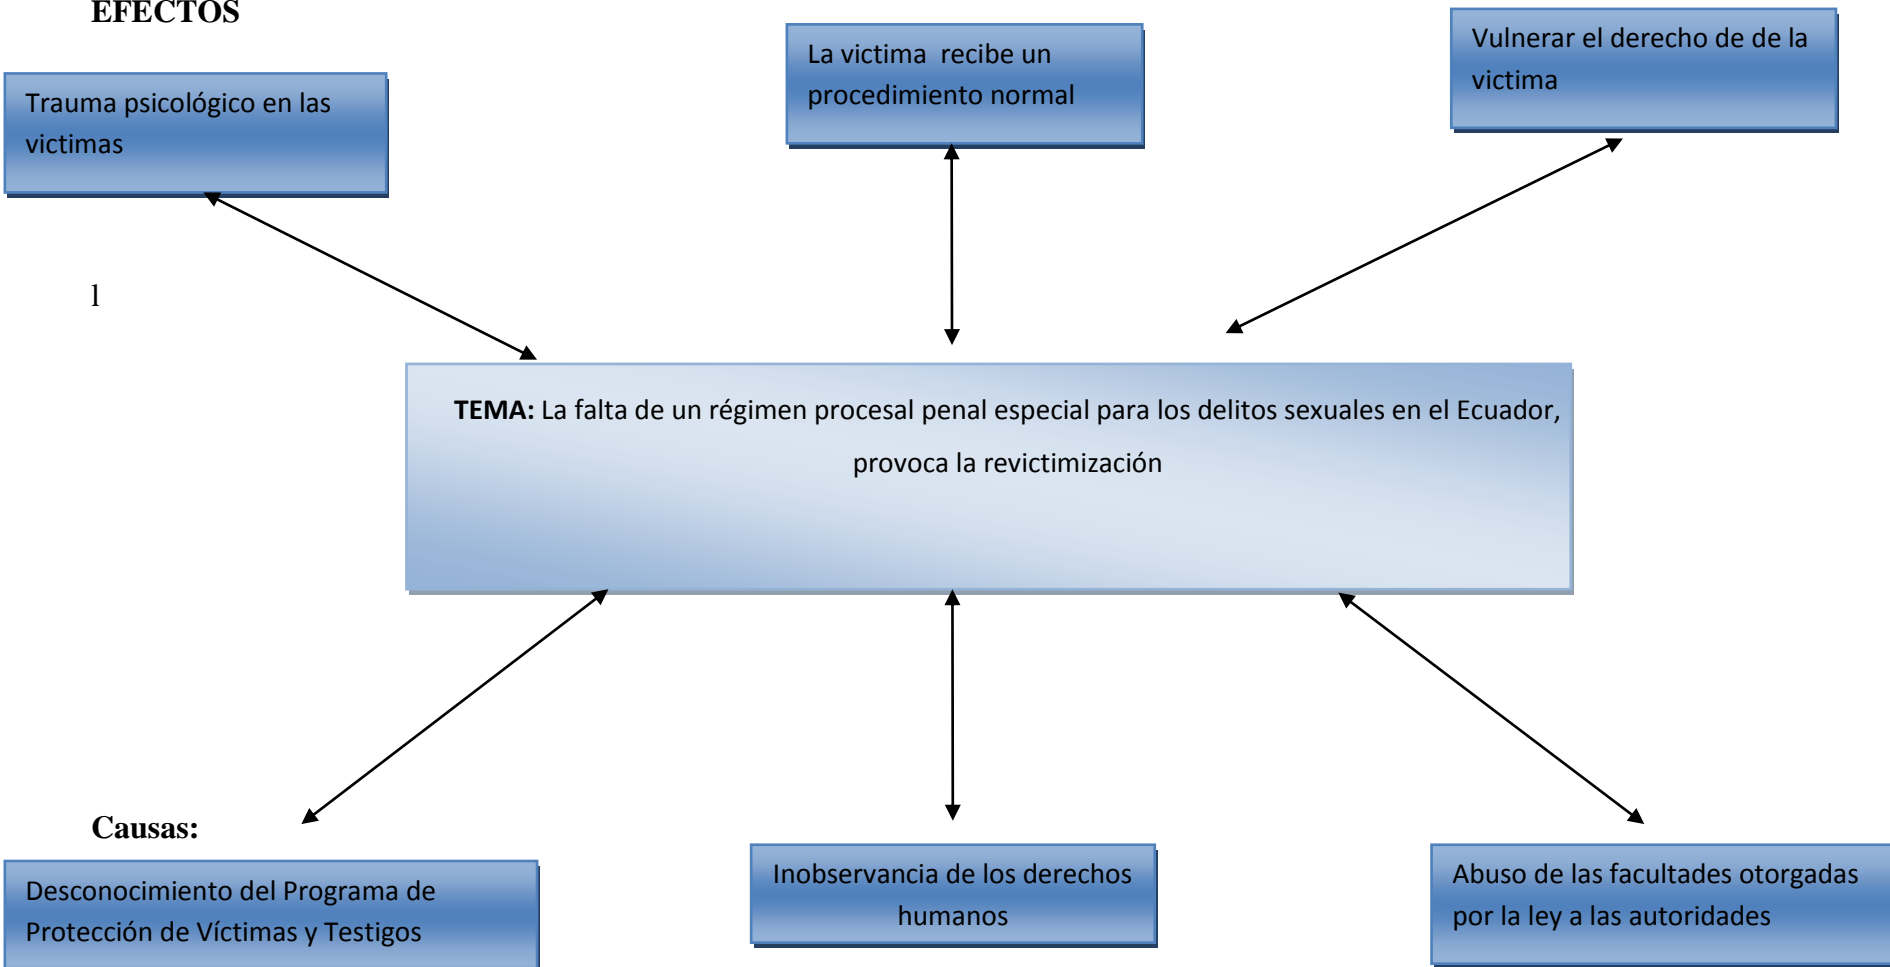 EFECTOS
Trauma psicológico en las
victimas
La victima  recibe un
procedimiento normal
Vulnerar el derecho de de la
victima
l
TEMA: La falta de un régimen procesal penal especial para los delitos sexuales en el Ecuador,
provoca la revictimización
Causas:
Desconocimiento del Programa de
Protección de Víctimas y Testigos
Inobservancia de los derechos
humanos
Abuso de las facultades otorgadas
por la ley a las autoridades